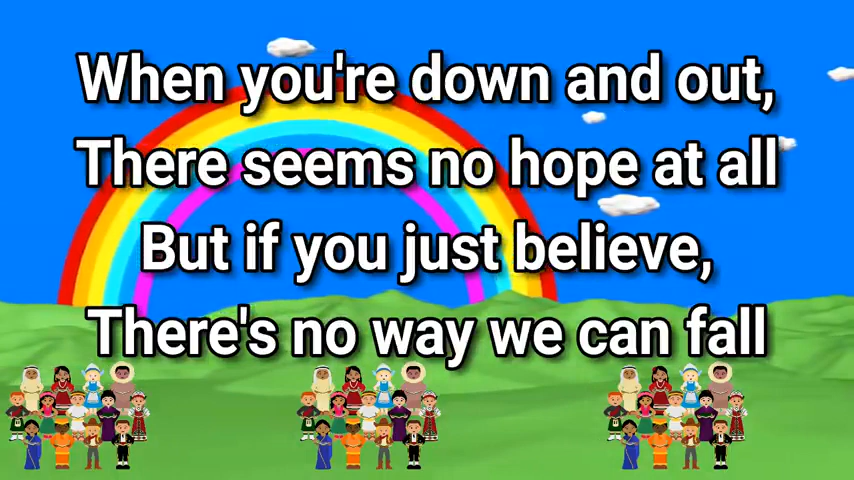 When you're down and out,
There seems no hope at all
But if you just believe,
There's no way we can fall